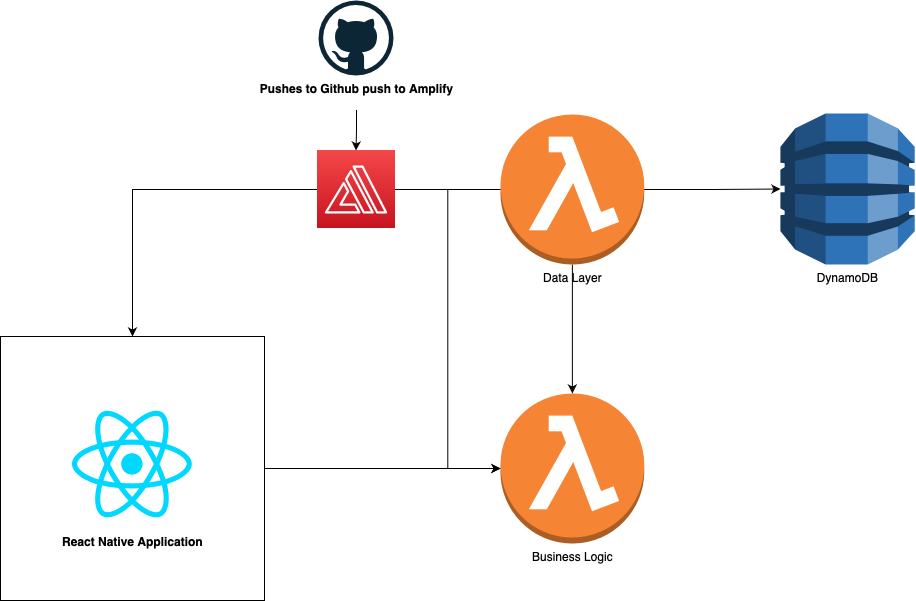 Pushes to Github push to Amplify
Data Layer
DynamoDB
React Native Application
Business Logic